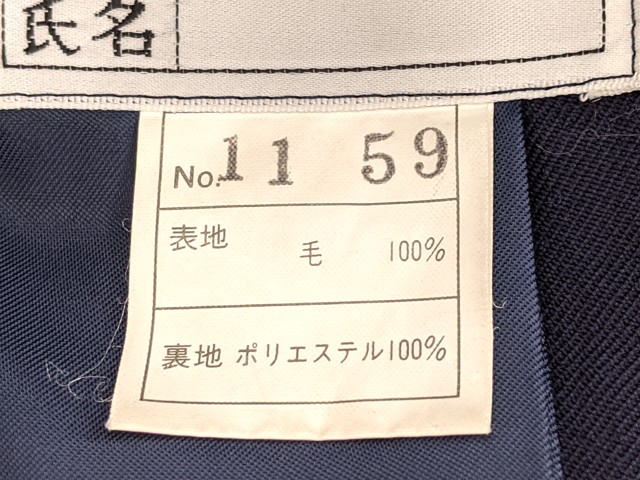 氏名
No. 11 59
表地 毛 100%
裏地 ポリエステル100%